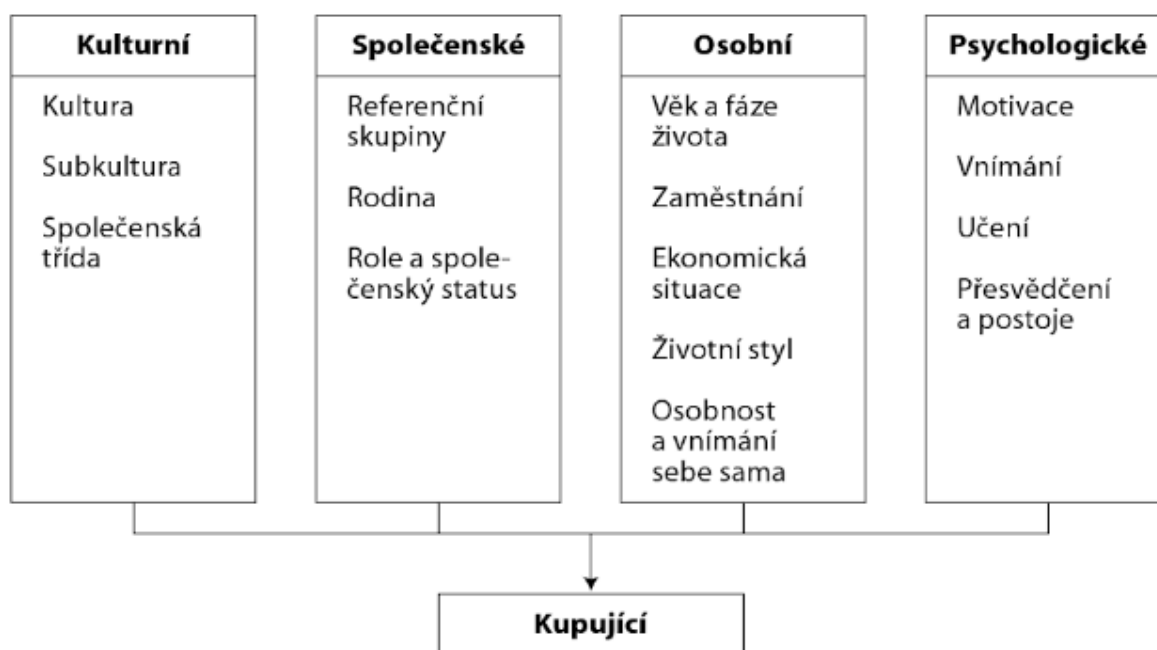 Kulturní
Kultura
Subkultura
Společenská
třída
Společenské
Referenční
skupiny
Rodina
Role a spole-
čenský status
Osobní
Věk a fáze
života
Zaměstnání
Ekonomická
situace
Životní styl
Osobnost
a vnímání
sebe sama
Psychologické
Motivace
Vnímání
Učení
Přesvědčení
a postoje
Kupující